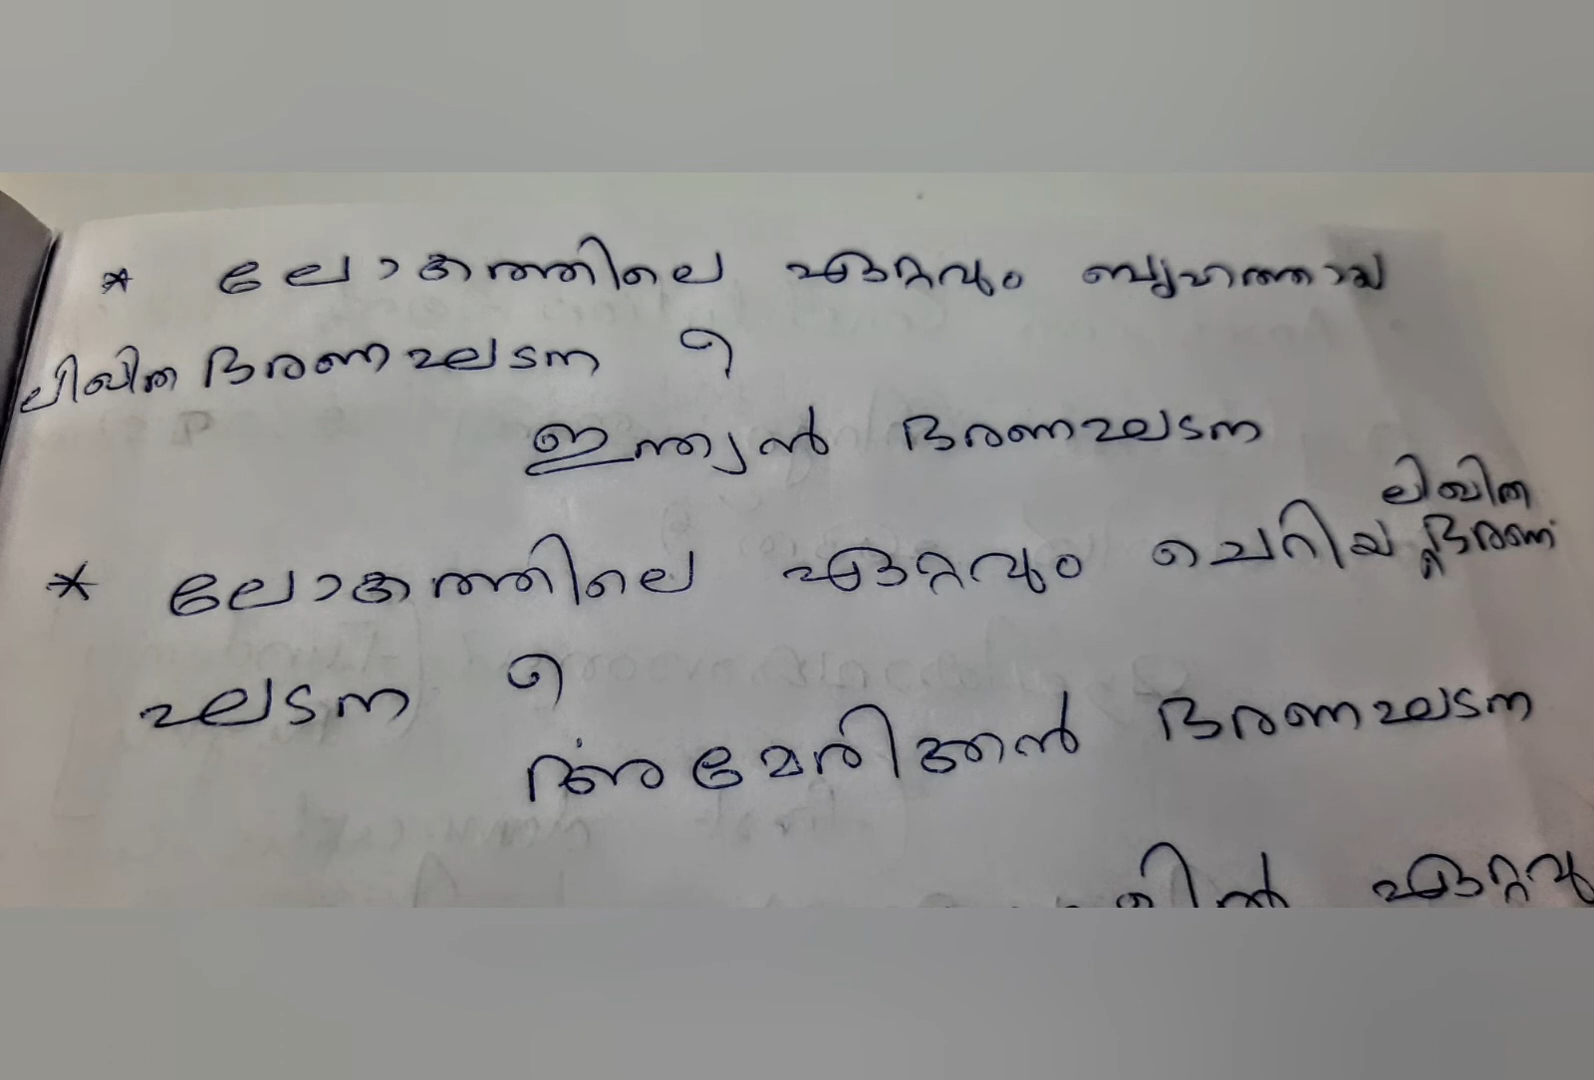 * ലോകത്തിലെ ഏറ്റവും ബൃഹത്തായ
ലിഖിത ഭരണഘടന ?
ഇന്ത്യൻ ഭരണഘടന
ലിഖിത
* ലോകത്തിലെ ഏറ്റവും ചെറിയ ഭരണ
ഘടന ?
അമേരിക്കൻ ഭരണഘടന
ഏറ്റവു